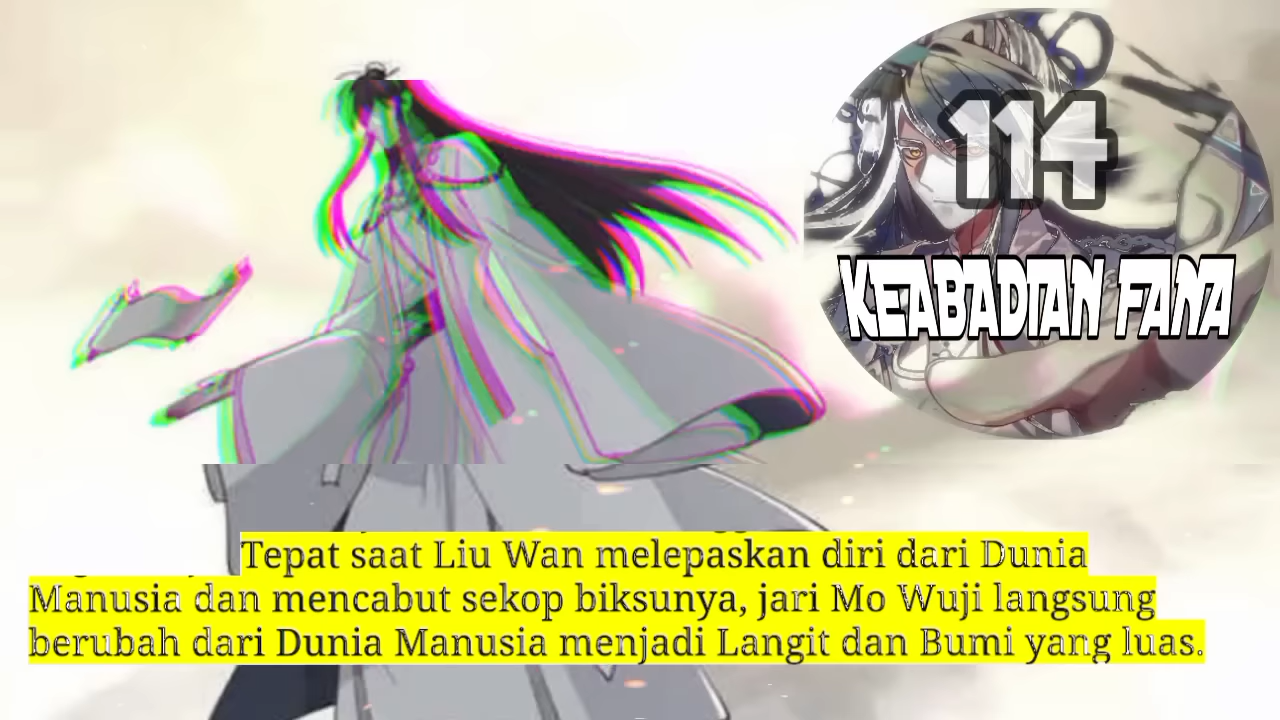 114
KEABADIAN FANA
Tepat saat Liu Wan melepaskan diri dari Dunia
Manusia dan mencabut sekop biksunya, jari Mo Wuji langsung
berubah dari Dunia Manusia menjadi Langit dan Bumi yang luas.